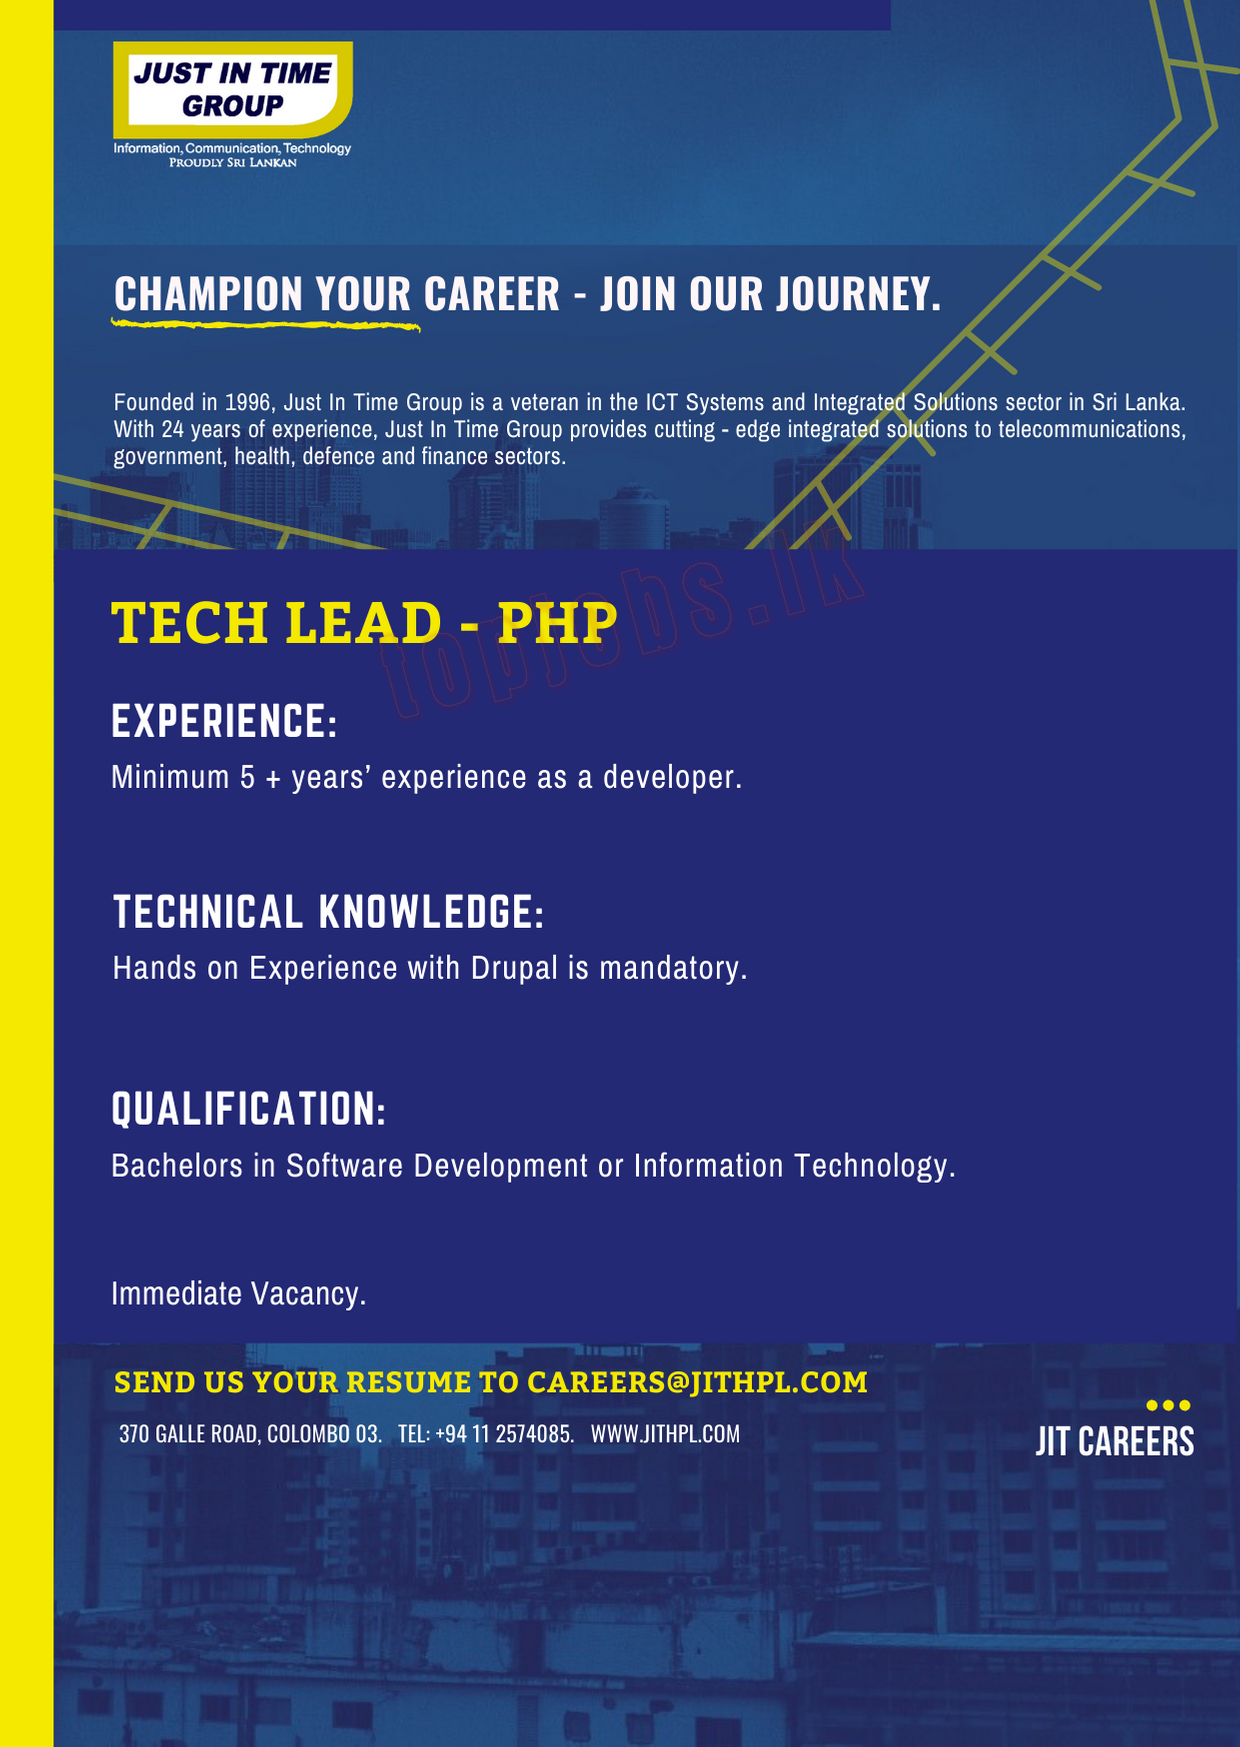 JUST IN TIME
GROUP
Information, Communication, Technology
PROUDLY SRI LANKAN
CHAMPION YOUR CAREER - JOIN OUR JOURNEY.
Founded in 1996, Just In Time Group is a veteran in the ICT Systems and Integrated Solutions sector in Sri Lanka.
With 24 years of experience, Just In Time Group provides cutting - edge integrated solutions to telecommunications,
government, health, defence and finance sectors.
topjobs.lk
TECH LEAD - PHP
EXPERIENCE:
Minimum 5 + years’ experience as a developer.
TECHNICAL KNOWLEDGE:
Hands on Experience with Drupal is mandatory.
QUALIFICATION:
Bachelors in Software Development or Information Technology.
Immediate Vacancy.
SEND US YOUR RESUME TO CAREERS@JITHPL.COM
370 GALLE ROAD, COLOMBO 03. TEL: +94 11 2574085. WWW.JITHPL.COM
JIT CAREERS